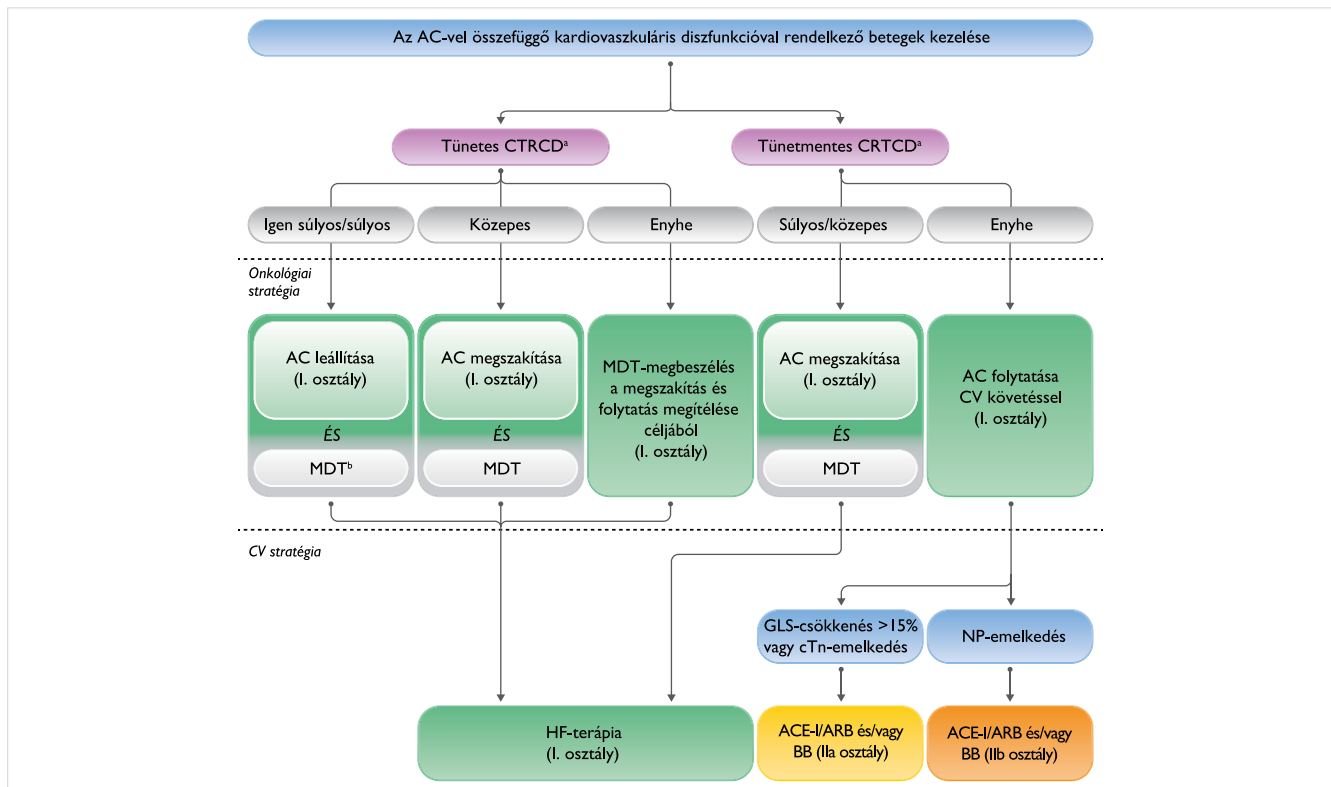 Az AC-vel összefüggő kardiovaszkuláris diszfunkcióval rendelkező betegek kezelése
Tünetes CTRCDᵃ
Tünetmentes CRTCDᵃ
Igen súlyos/súlyos
Közepes
Enyhe
Súlyos/közepes
Enyhe
Onkológiai
stratégia
AC leállítása
(I. osztály)
ÉS
MDTᵇ
AC megszakítása
(I. osztály)
ÉS
MDT
MDT-megbeszélés
a megszakítás és
folytatás megítélése
céljából
(I. osztály)
AC megszakítása
(I. osztály)
ÉS
MDT
AC folytatása
CV követéssel
(I. osztály)
CV stratégia
GLS-csökkenés >15%
vagy cTn-emelkedés
NP-emelkedés
HF-terápia
(I. osztály)
ACE-I/ARB és/vagy
BB (IIa osztály)
ACE-I/ARB és/vagy
BB (IIb osztály)